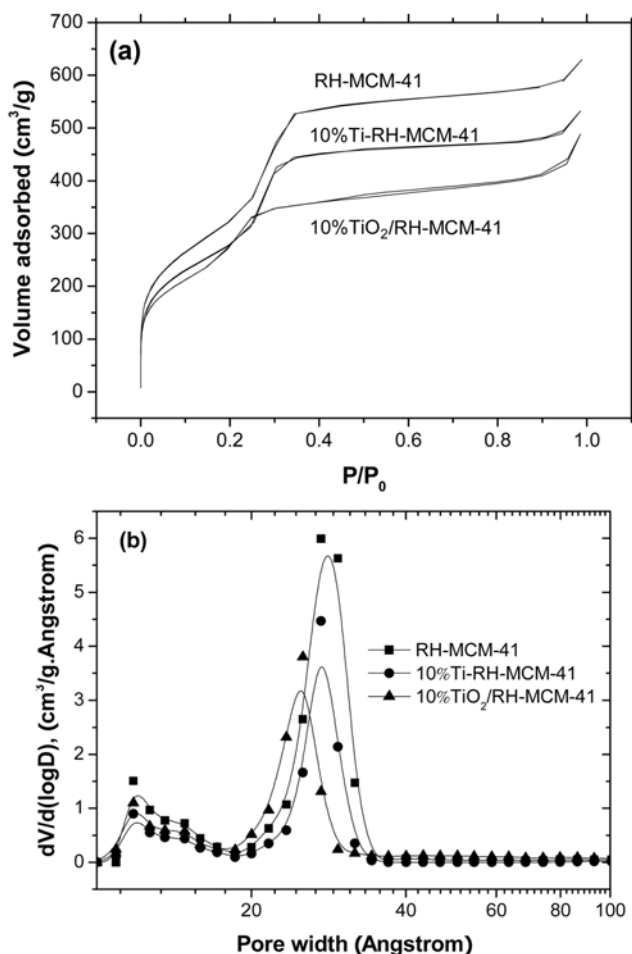 (a)
Volume adsorbed (cm³/g)
700
600
500
400
300
200
100
0
RH-MCM-41
10%Ti-RH-MCM-41
10%TiO₂/RH-MCM-41
0.0 0.2 0.4 0.6 0.8 1.0
P/P₀
(b)
dV/d(logD), (cm³/g.Angstrom)
6
5
4
3
2
1
0
RH-MCM-41
10%Ti-RH-MCM-41
10%TiO₂/RH-MCM-41
20 40 60 80 100
Pore width (Angstrom)